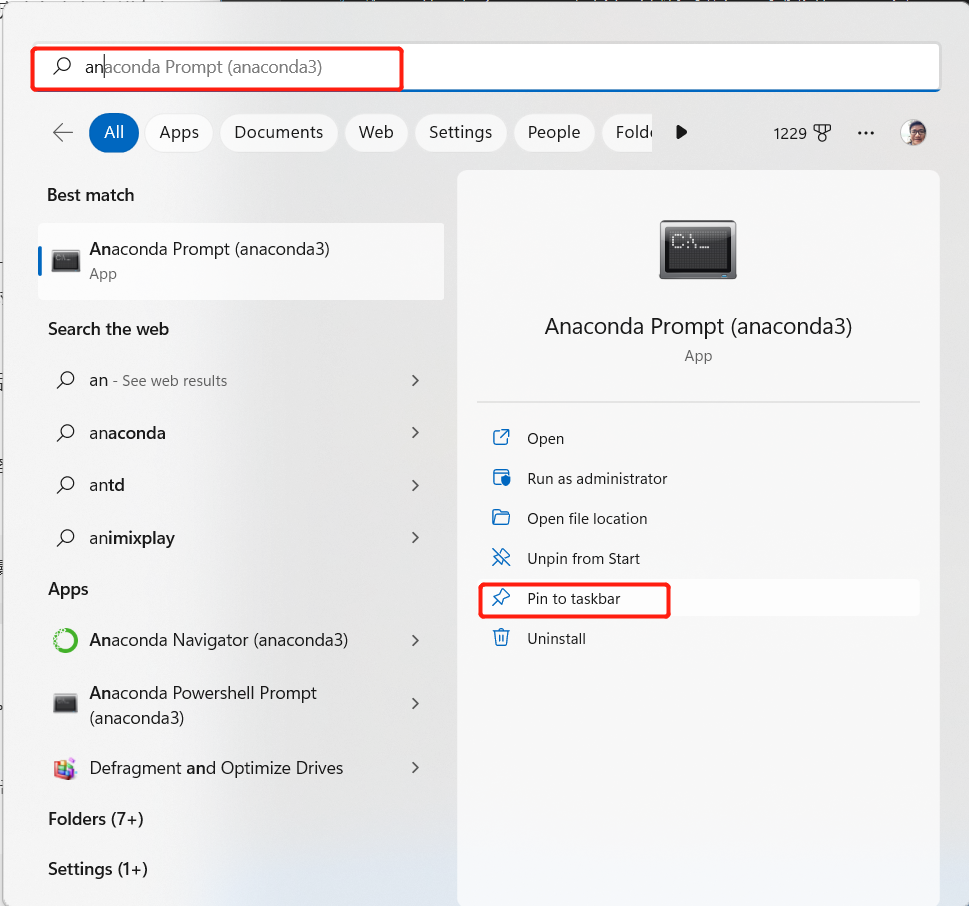 anaconda Prompt (anaconda3)
All Apps Documents Web Settings People Folde 1229 ...
Best match
Anaconda Prompt (anaconda3)
App
Search the web
an - See web results
anaconda
antd
animixplay
Apps
Anaconda Navigator (anaconda3)
Anaconda Powershell Prompt
(anaconda3)
Defragment and Optimize Drives
Folders (7+)
Settings (1+)
C:\_
Anaconda Prompt (anaconda3)
App
Open
Run as administrator
Open file location
Unpin from Start
Pin to taskbar
Uninstall